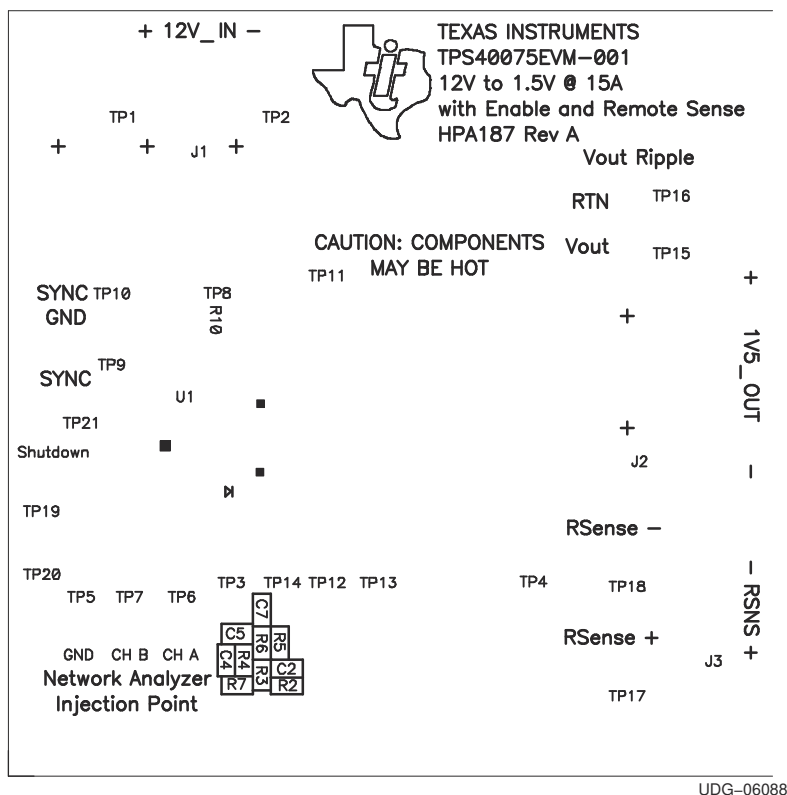 + 12V_IN -
TEXAS INSTRUMENTS
TPS40075EVM-001
12V to 1.5V @ 15A
with Enable and Remote Sense
HPA187 Rev A
TP1
TP2
+ + J1 +
Vout Ripple
RTN TP16
CAUTION: COMPONENTS
MAY BE HOT
Vout TP15
TP11
SYNC TP10
GND
TP8
R10
+
+
1V5_OUT
-
TP9
SYNC
U1
TP21
Shutdown
+
J2
TP19
RSense -
TP20
TP5 TP7 TP6 TP3 TP14 TP12 TP13 TP4 TP18
- RSNS +
C7
C5 R6 R5
C4 R4 R3 C2
R7 R2
GND CH B CH A
Network Analyzer
Injection Point
RSense +
J3
TP17
UDG-06088